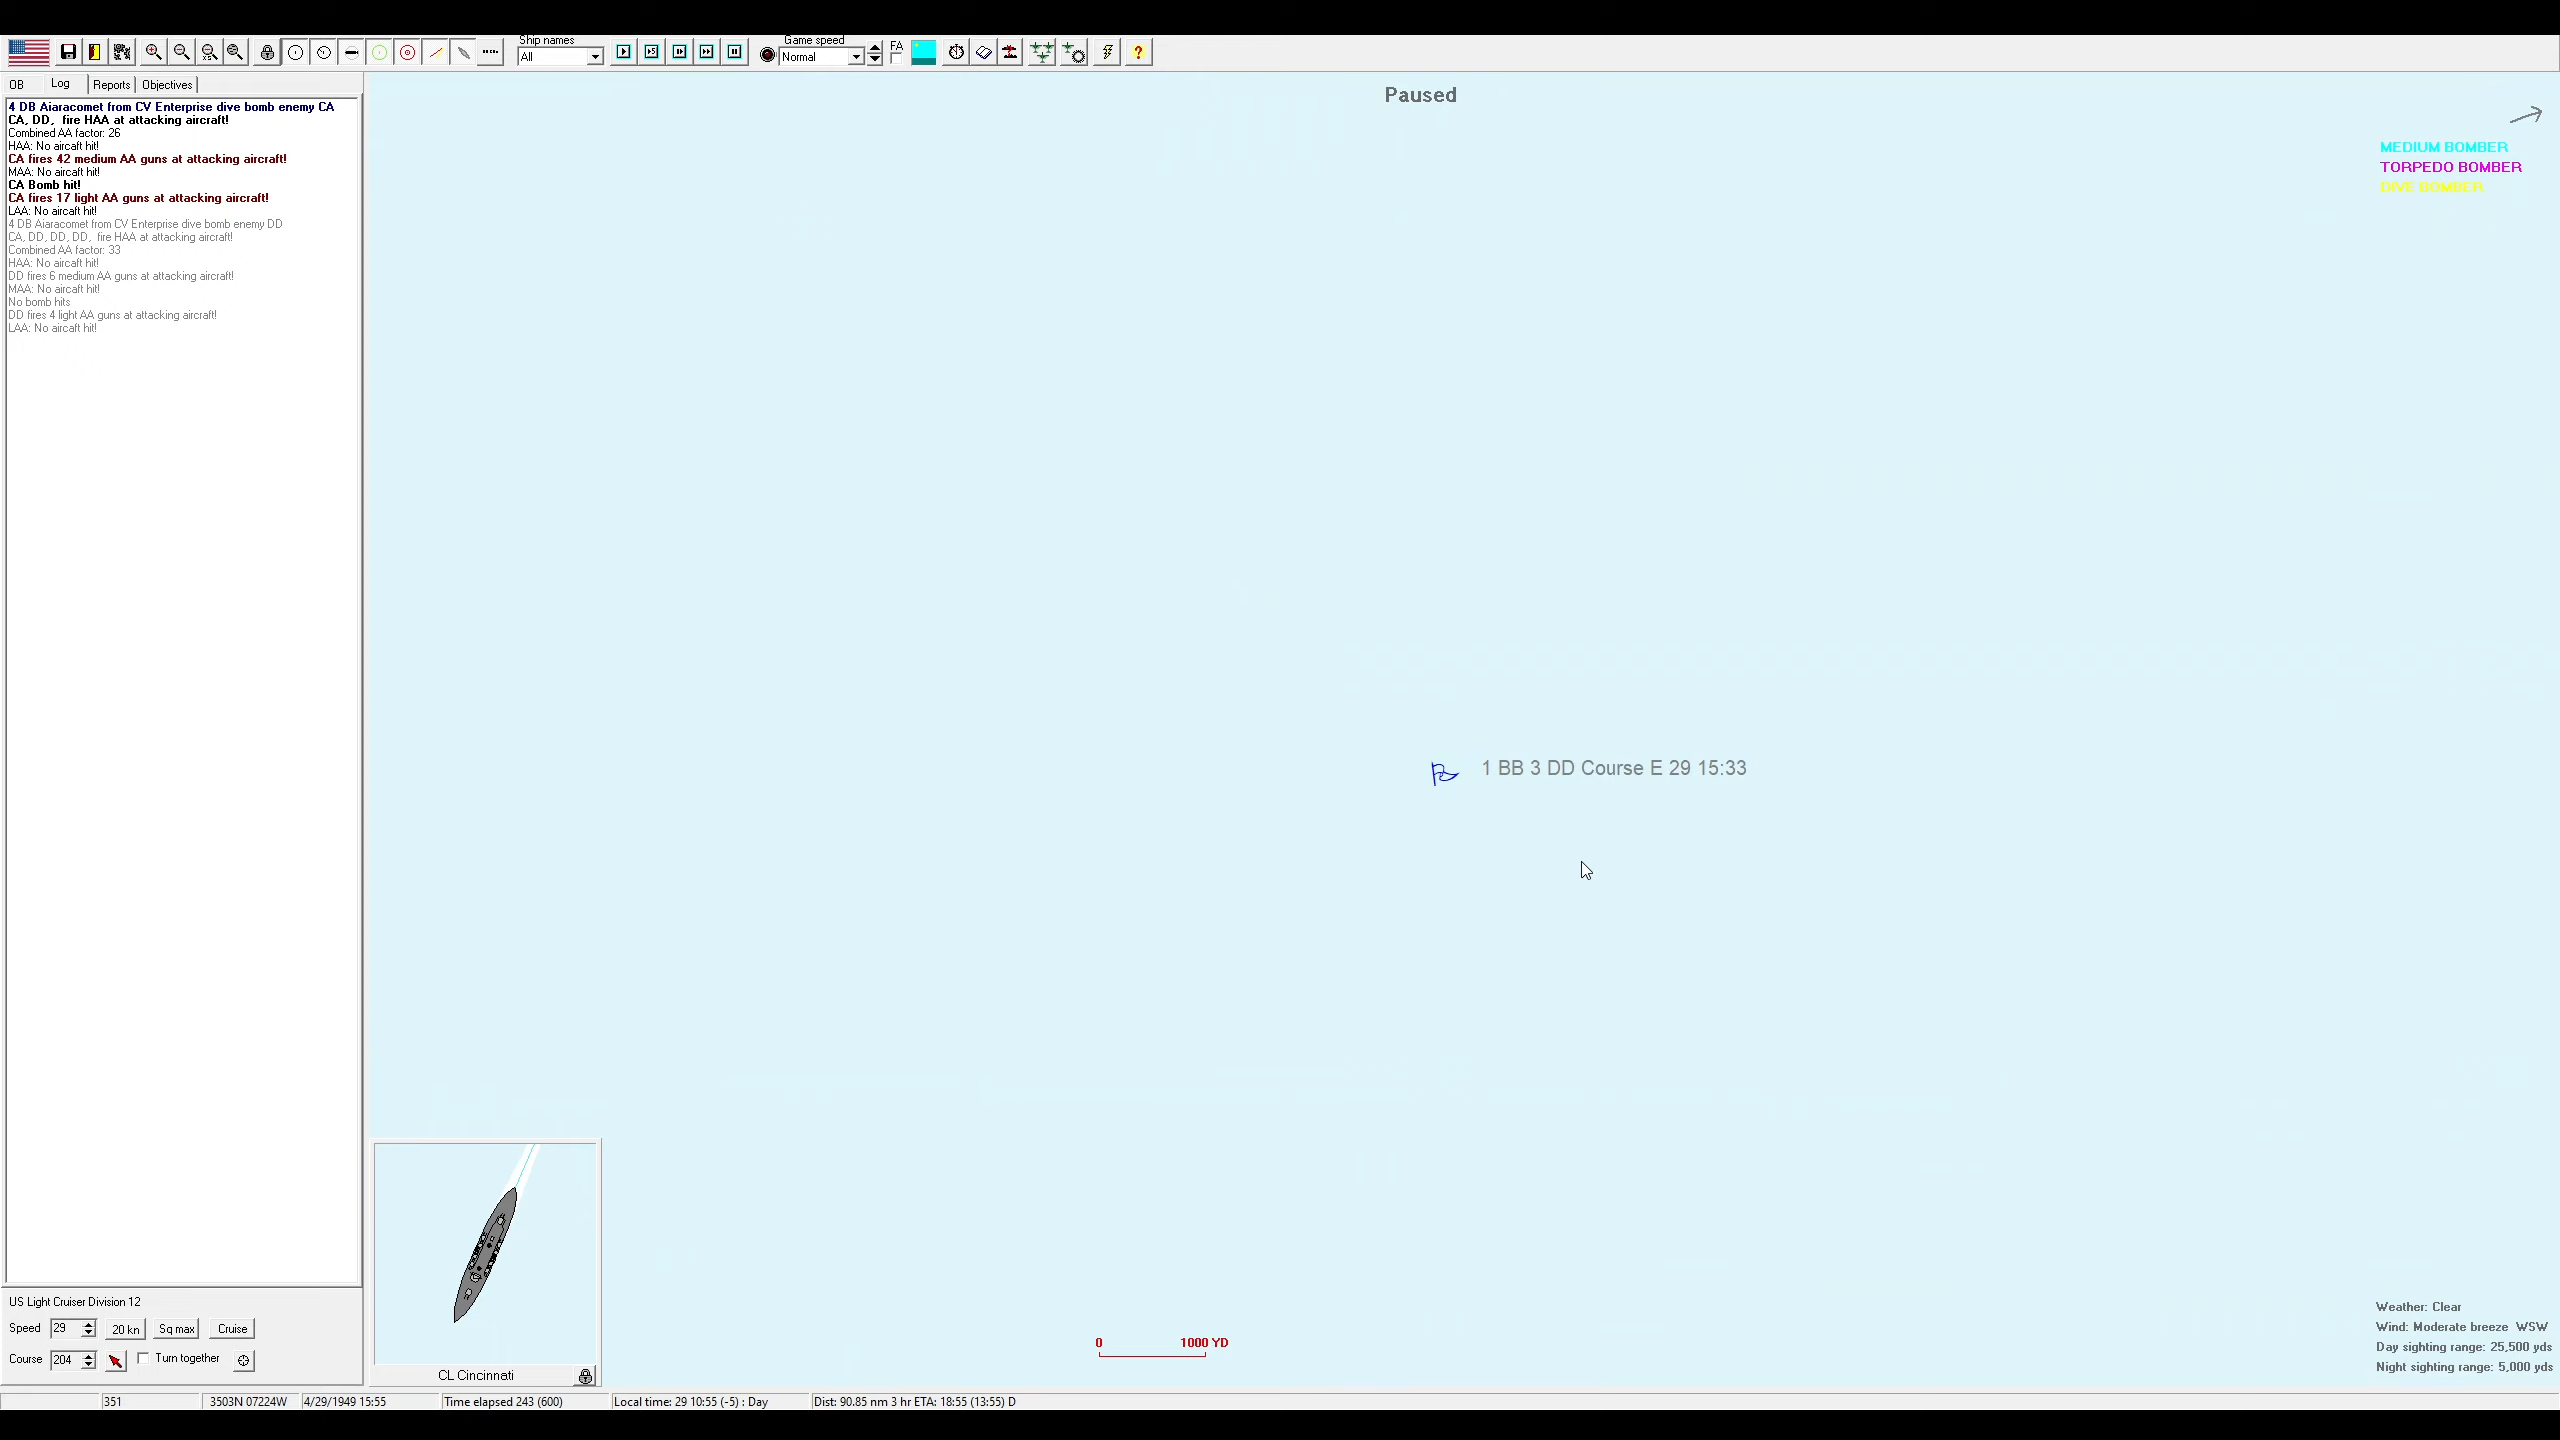 Ship names
All
Game speed
Normal
FA
OB Log Reports Objectives
4 DB Aiaracomet from CV Enterprise dive bomb enemy CA
CA, DD,  fire HAA at attacking aircraft!
Combined AA factor: 26
HAA: No aircaft hit!
CA fires 42 medium AA guns at attacking aircraft!
MAA: No aircaft hit!
CA Bomb hit!
CA fires 17 light AA guns at attacking aircraft!
LAA: No aircaft hit!
4 DB Aiaracomet from CV Enterprise dive bomb enemy DD
CA, DD, DD, DD,  fire HAA at attacking aircraft!
Combined AA factor: 33
HAA: No aircaft hit!
DD fires 6 medium AA guns at attacking aircraft!
MAA: No aircaft hit!
No bomb hits
DD fires 4 light AA guns at attacking aircraft!
LAA: No aircaft hit!
Paused
MEDIUM BOMBER
TORPEDO BOMBER
DIVE BOMBER
1 BB 3 DD Course E 29 15:33
US Light Cruiser Division 12
Speed 29 20 kn Sq max Cruise
Course 204 Turn together
CL Cincinnati
0 1000 YD
Weather: Clear
Wind: Moderate breeze  WSW
Day sighting range: 25,500 yds
Night sighting range: 5,000 yds
351 3503N 07224W 4/29/1949 15:55 Time elapsed 243 (600) Local time: 29 10:55 (-5) : Day Dist: 90.85 nm 3 hr ETA: 18:55 (13:55) D